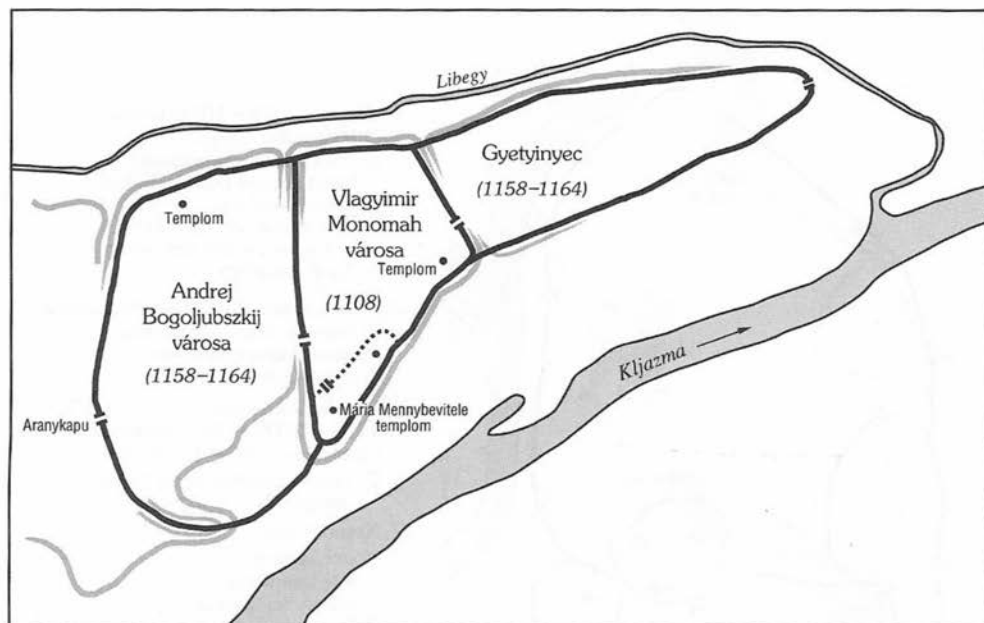 Libegy
Gyetyinyec
(1158–1164)
Vlagyimir
Monomah
városa
(1108)
Templom
Templom
Andrej
Bogoljubszkij
városa
(1158–1164)
Aranykapu
Mária Mennybevitele
templom
Kljazma